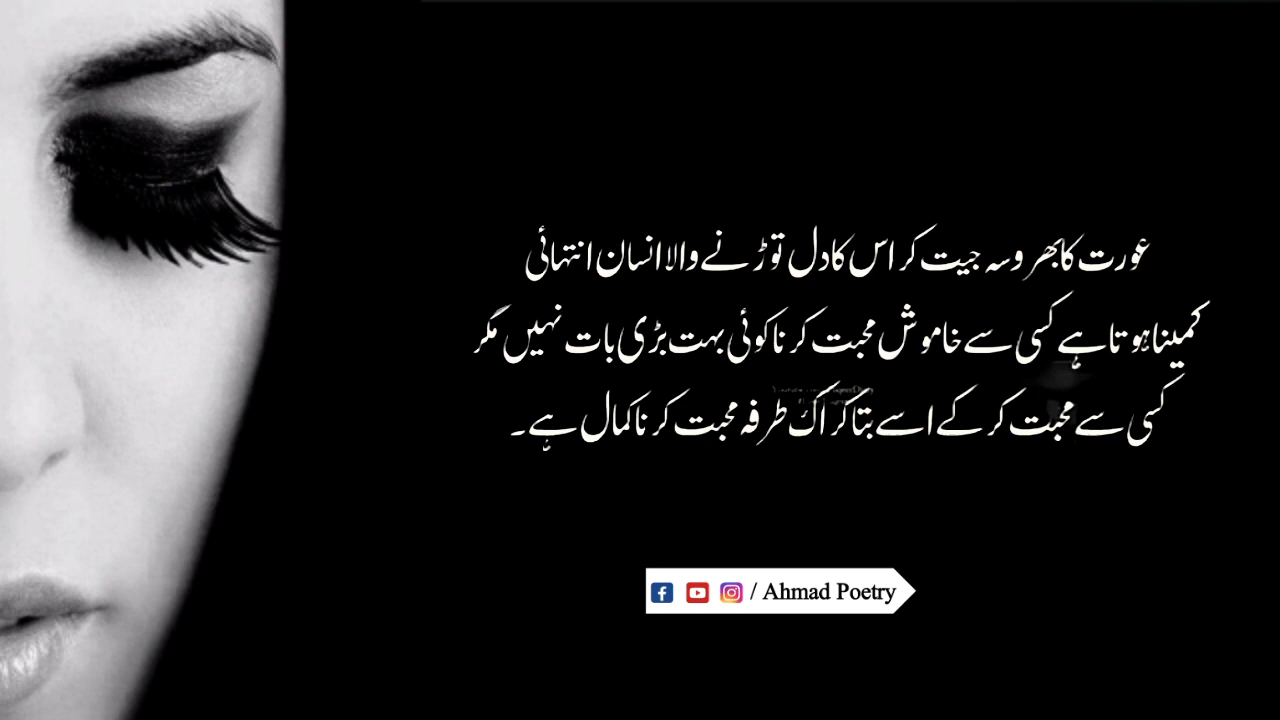 عورت کا بھروسہ جیت کر اس کا دل توڑنے والا انسان انتہائی
کمینا ہوتا ہے کسی سے خاموش محبت کرنا کوئی بہت بڑی بات نہیں مگر
کسی سے محبت کر کے اسے بتا کر اک طرفہ محبت کرنا کمال ہے۔
/ Ahmad Poetry